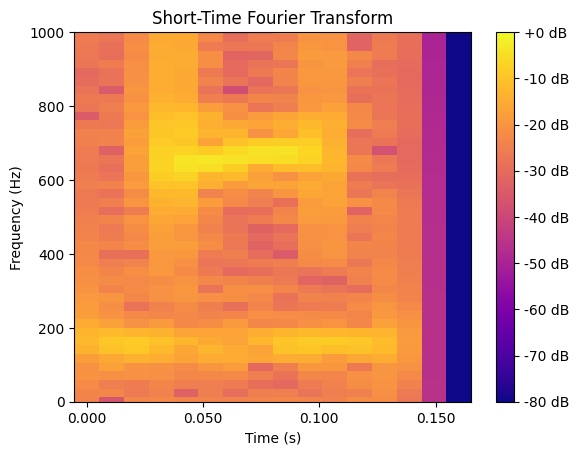 Short-Time Fourier Transform
1000
800
600
400
200
0
Frequency (Hz)
0.000
0.050
0.100
0.150
Time (s)
+0 dB
-10 dB
-20 dB
-30 dB
-40 dB
-50 dB
-60 dB
-70 dB
-80 dB